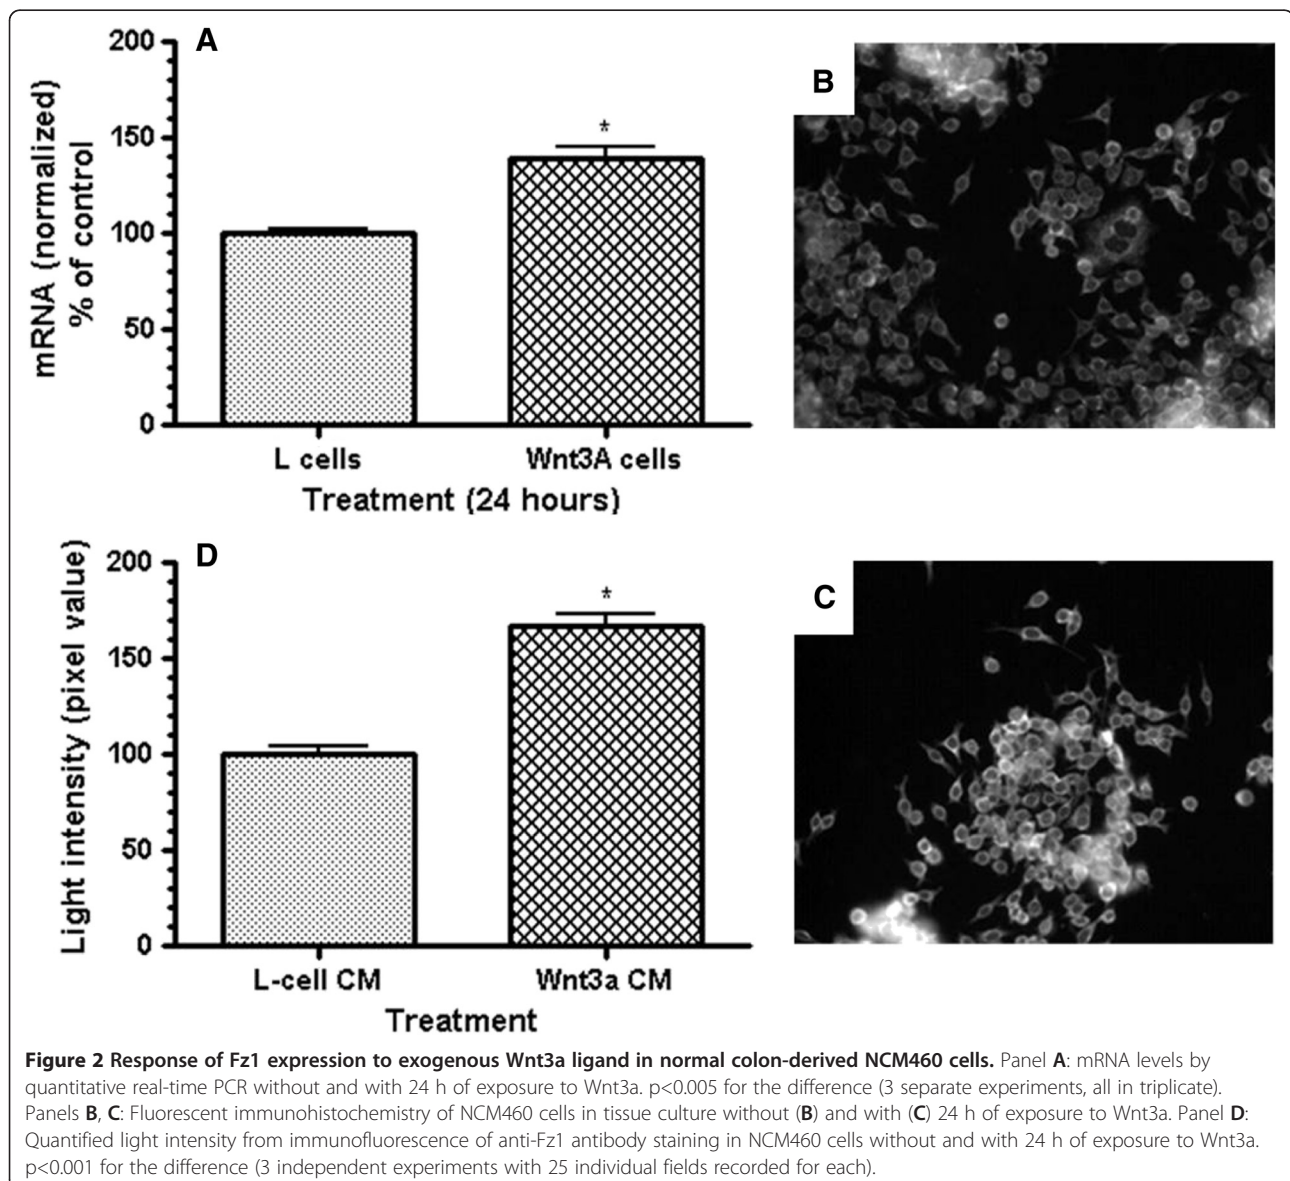 A
200
150
100
50
0
mRNA (normalized)
% of control
*
L cells
Wnt3A cells
Treatment (24 hours)
B
D
200
150
100
50
0
Light intensity (pixel value)
*
L-cell CM
Wnt3a CM
Treatment
C
Figure 2 Response of Fz1 expression to exogenous Wnt3a ligand in normal colon-derived NCM460 cells. Panel A: mRNA levels by
quantitative real-time PCR without and with 24 h of exposure to Wnt3a. p<0.005 for the difference (3 separate experiments, all in triplicate).
Panels B, C: Fluorescent immunohistochemistry of NCM460 cells in tissue culture without (B) and with (C) 24 h of exposure to Wnt3a. Panel D:
Quantified light intensity from immunofluorescence of anti-Fz1 antibody staining in NCM460 cells without and with 24 h of exposure to Wnt3a.
p<0.001 for the difference (3 independent experiments with 25 individual fields recorded for each).